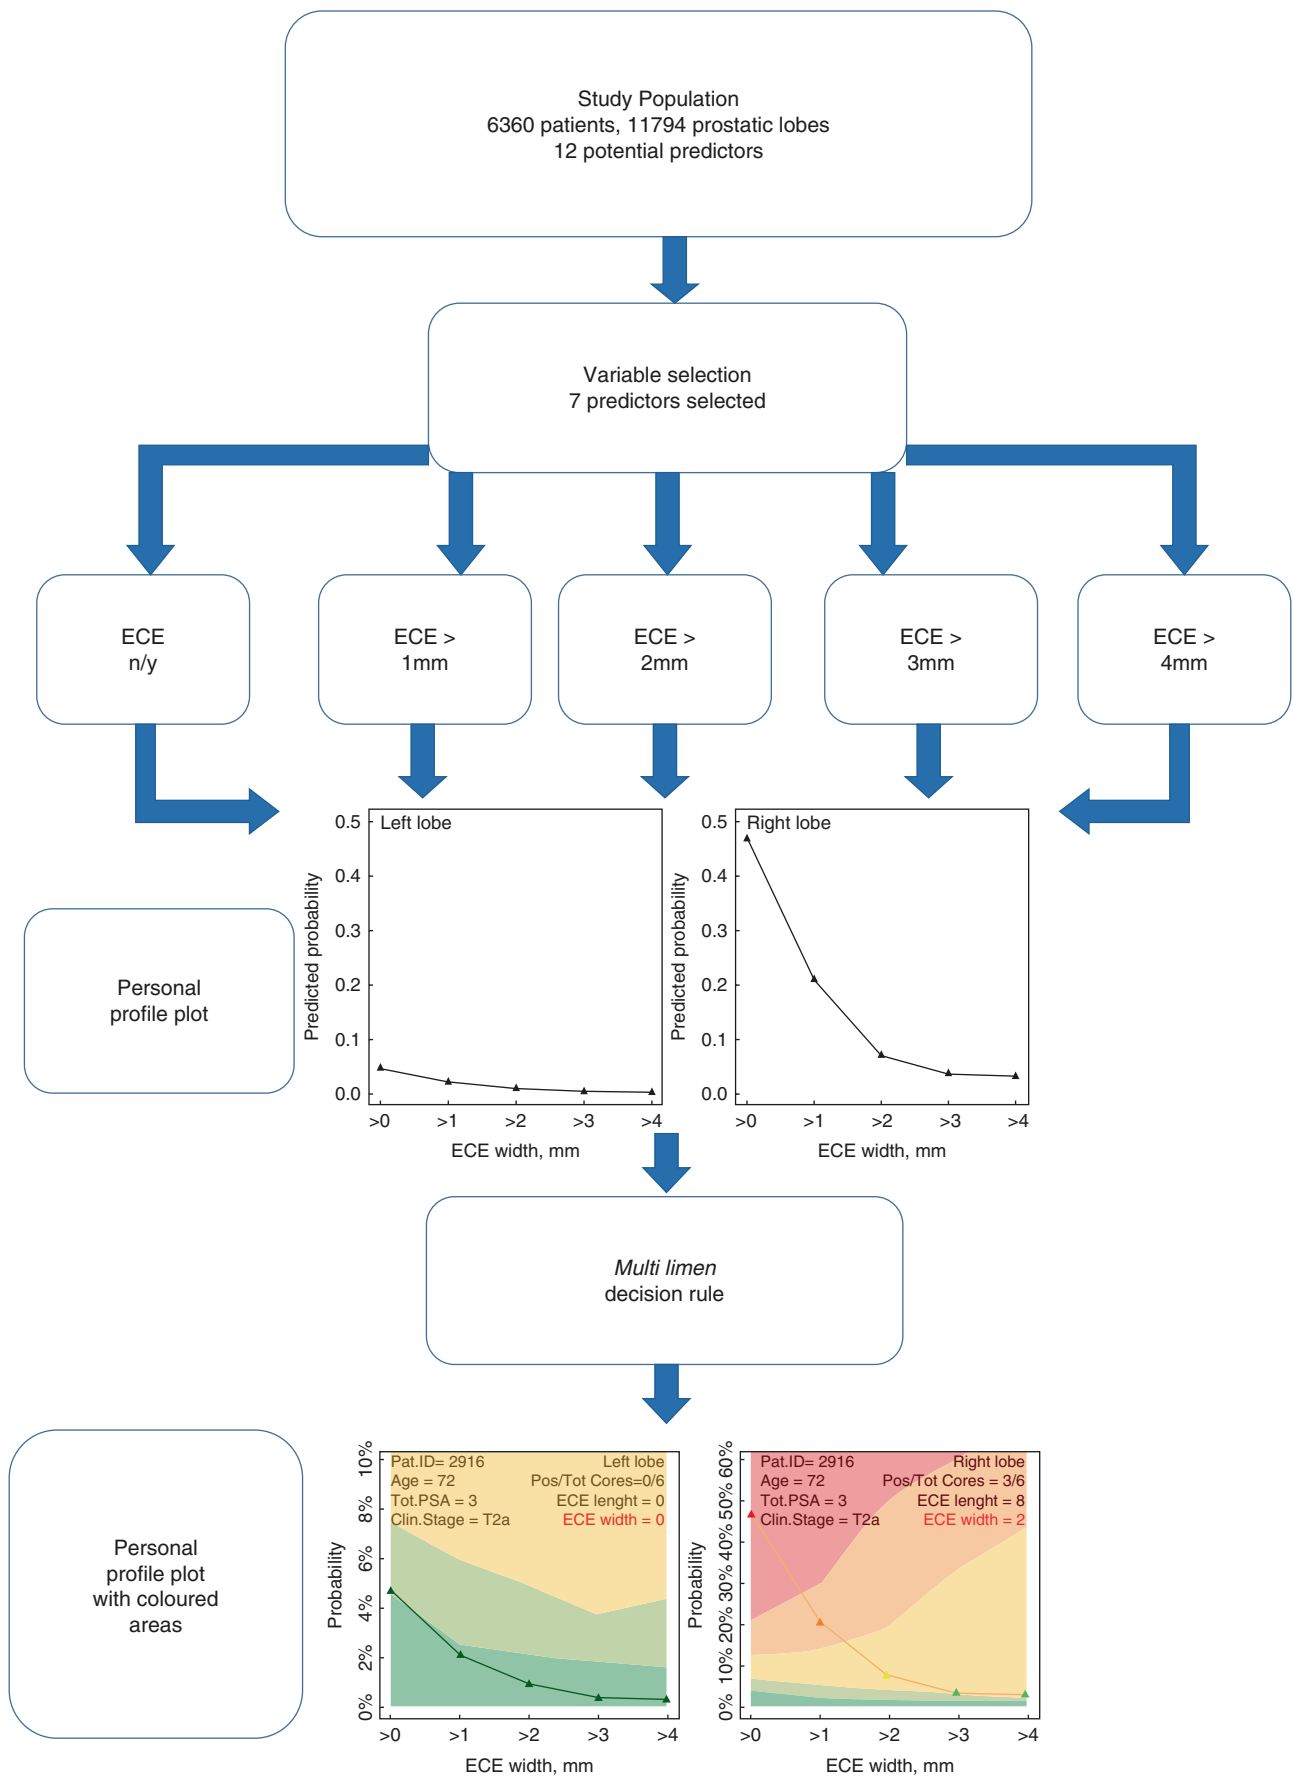 Study Population
6360 patients, 11794 prostatic lobes
12 potential predictors
Variable selection
7 predictors selected
ECE
n/y
ECE >
1mm
ECE >
2mm
ECE >
3mm
ECE >
4mm
Personal
profile plot
Left lobe
Predicted probability
0.5
0.4
0.3
0.2
0.1
0.0
>0 >1 >2 >3 >4
ECE width, mm
Right lobe
Predicted probability
0.5
0.4
0.3
0.2
0.1
0.0
>0 >1 >2 >3 >4
ECE width, mm
Multi limen
decision rule
Personal
profile plot
with coloured
areas
Pat.ID= 2916 Left lobe
Age = 72 Pos/Tot Cores=0/6
Tot.PSA = 3 ECE lenght = 0
Clin.Stage = T2a ECE width = 0
Probability
10%
8%
6%
4%
2%
0%
>0 >1 >2 >3 >4
ECE width, mm
Pat.ID= 2916 Right lobe
Age = 72 Pos/Tot Cores = 3/6
Tot.PSA = 3 ECE lenght = 8
Clin.Stage = T2a ECE width = 2
Probability
60%
50%
40%
30%
20%
10%
0%
>0 >1 >2 >3 >4
ECE width, mm